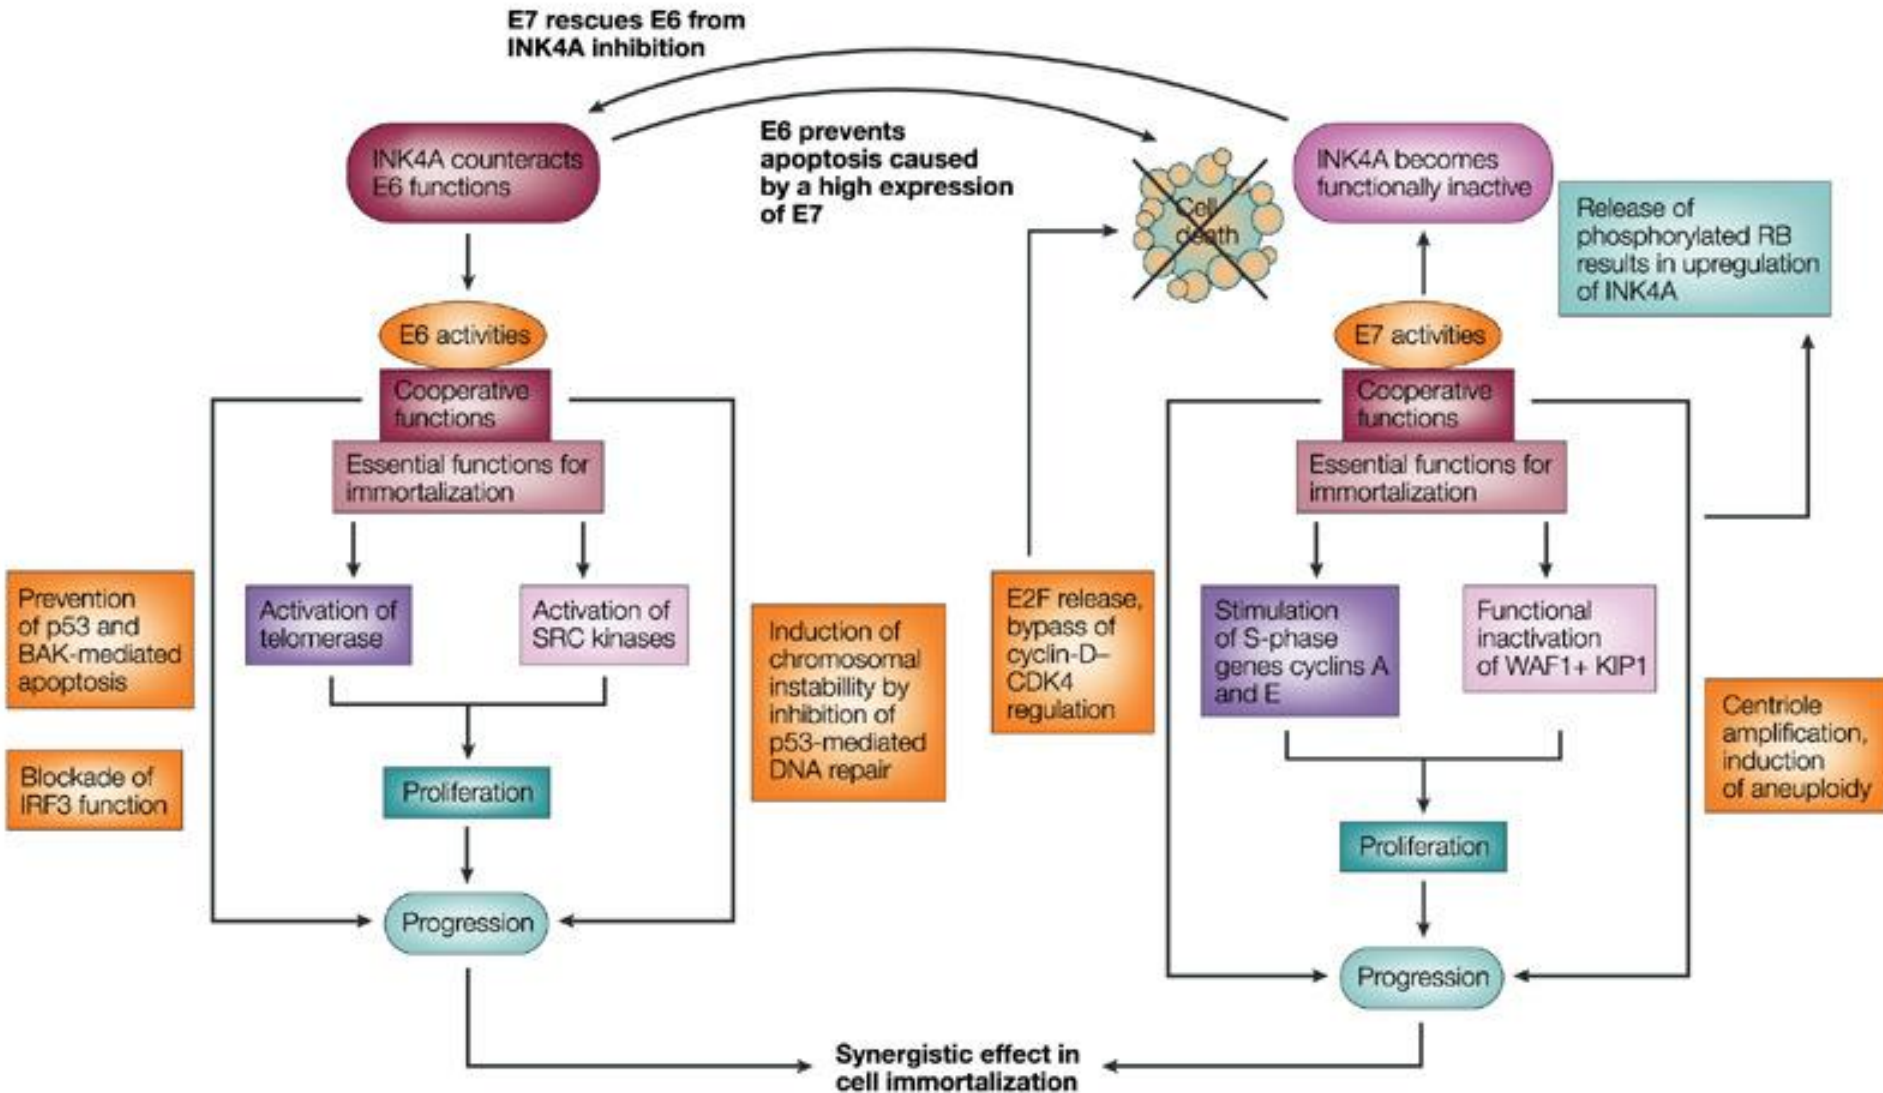 E7 rescues E6 from
INK4A inhibition
E6 prevents
apoptosis caused
by a high expression
of E7
INK4A counteracts
E6 functions
Cell
death
INK4A becomes
functionally inactive
Release of
phosphorylated RB
results in upregulation
of INK4A
E6 activities
Cooperative
functions
Essential functions for
immortalization
Prevention
of p53 and
BAK-mediated
apoptosis
Blockade of
IRF3 function
Activation of
telomerase
Activation of
SRC kinases
Induction of
chromosomal
instabillity by
inhibition of
p53-mediated
DNA repair
Proliferation
Progression
E7 activities
Cooperative
functions
Essential functions for
immortalization
E2F release,
bypass of
cyclin-D–
CDK4
regulation
Stimulation
of S-phase
genes cyclins A
and E
Functional
inactivation
of WAF1+ KIP1
Centriole
amplification,
induction
of aneuploidy
Proliferation
Progression
Synergistic effect in
cell immortalization